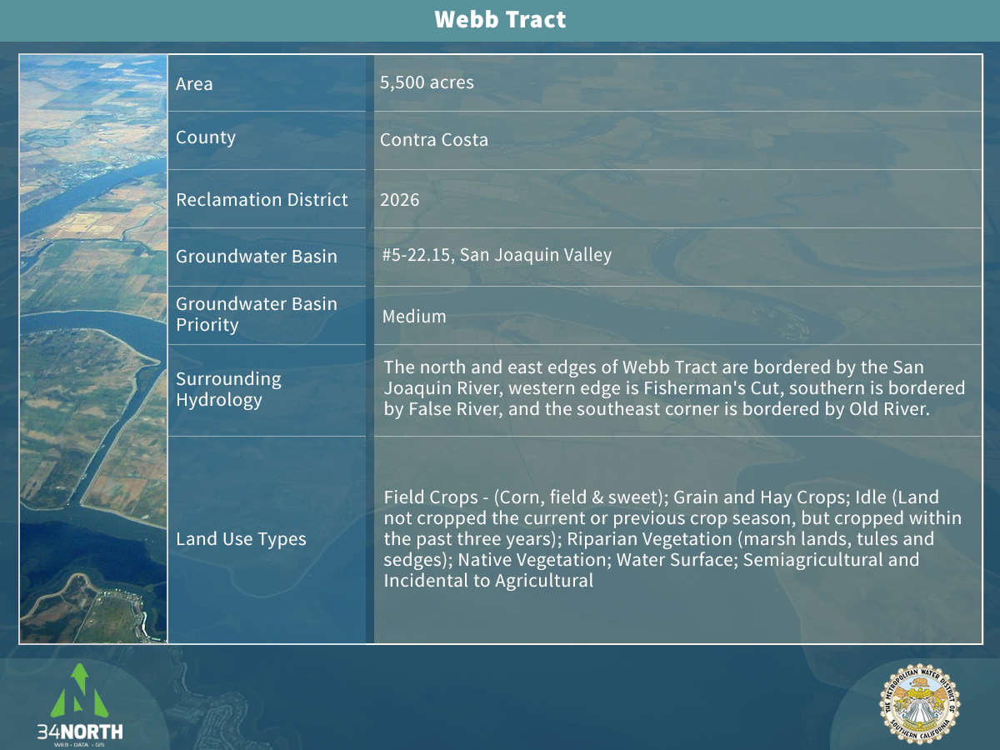 Webb Tract
Area
5,500 acres
County
Contra Costa
Reclamation District
2026
Groundwater Basin
#5-22.15, San Joaquin Valley
Groundwater Basin
Priority
Medium
Surrounding
Hydrology
The north and east edges of Webb Tract are bordered by the San
Joaquin River, western edge is Fisherman's Cut, southern is bordered
by False River, and the southeast corner is bordered by Old River.
Land Use Types
Field Crops - (Corn, field & sweet); Grain and Hay Crops; Idle (Land
not cropped the current or previous crop season, but cropped within
the past three years); Riparian Vegetation (marsh lands, tules and
sedges); Native Vegetation; Water Surface; Semiagricultural and
Incidental to Agricultural
34NORTH
WEB • DATA • GIS
THE METROPOLITAN WATER DISTRICT OF
SOUTHERN CALIFORNIA